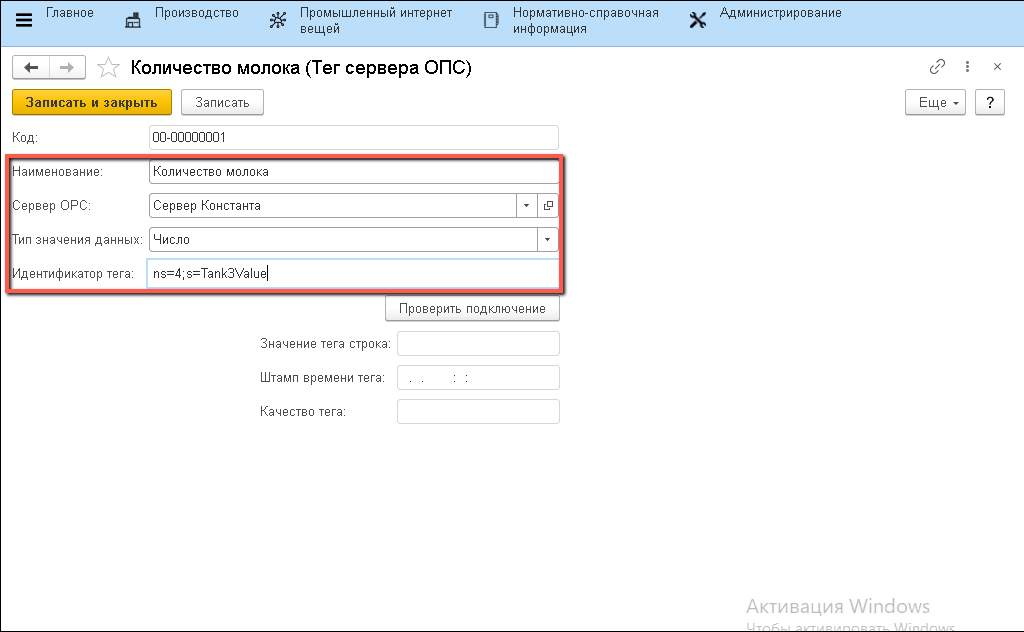 Главное
Производство
Промышленный интернет
вещей
Нормативно-справочная
информация
Администрирование
Количество молока (Тег сервера ОПС)
Записать и закрыть
Записать
Еще
?
Код:
00-00000001
Наименование:
Количество молока
Сервер ОРС:
Сервер Константа
Тип значения данных:
Число
Идентификатор тега:
ns=4;s=Tank3Value
Проверить подключение
Значение тега строка:
Штамп времени тега:
. . : :
Качество тега:
Активация Windows
Чтобы активировать Windows